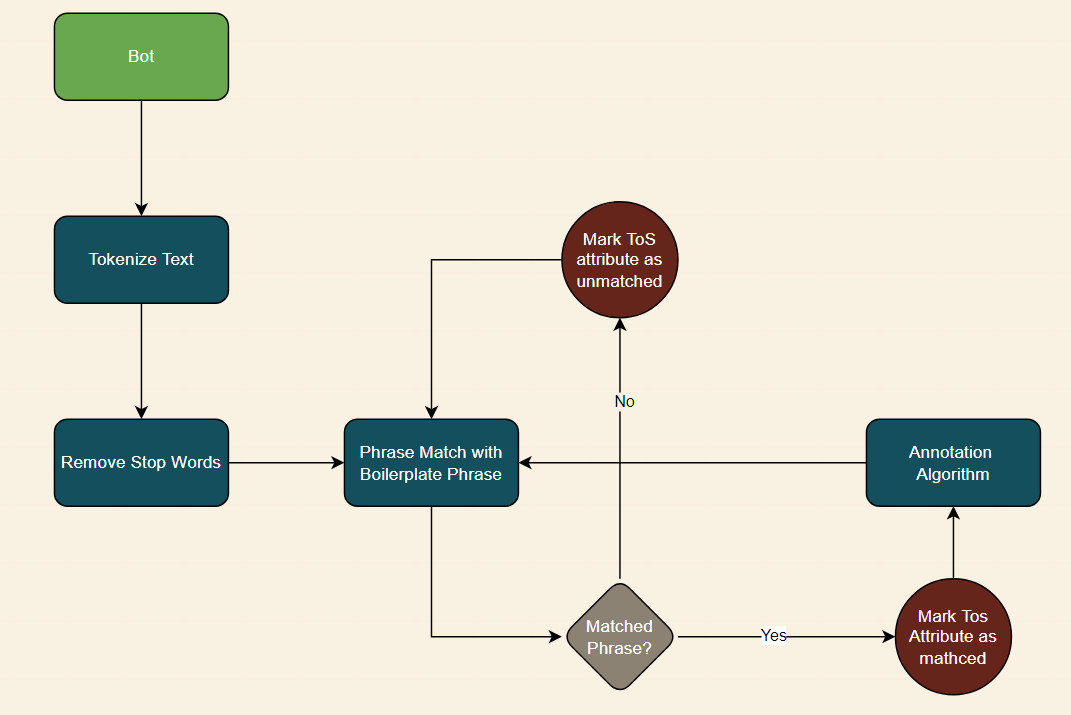 Bot
Tokenize Text
Mark ToS
attribute as
unmatched
No
Remove Stop Words
Phrase Match with
Boilerplate Phrase
Annotation
Algorithm
Matched
Phrase?
Yes
Mark Tos
Attribute as
mathced